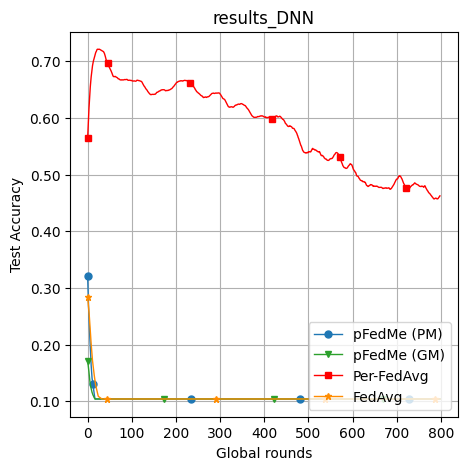 results_DNN
Test Accuracy
0.70
0.60
0.50
0.40
0.30
0.20
0.10
pFedMe (PM)
pFedMe (GM)
Per-FedAvg
FedAvg
0 100 200 300 400 500 600 700 800
Global rounds